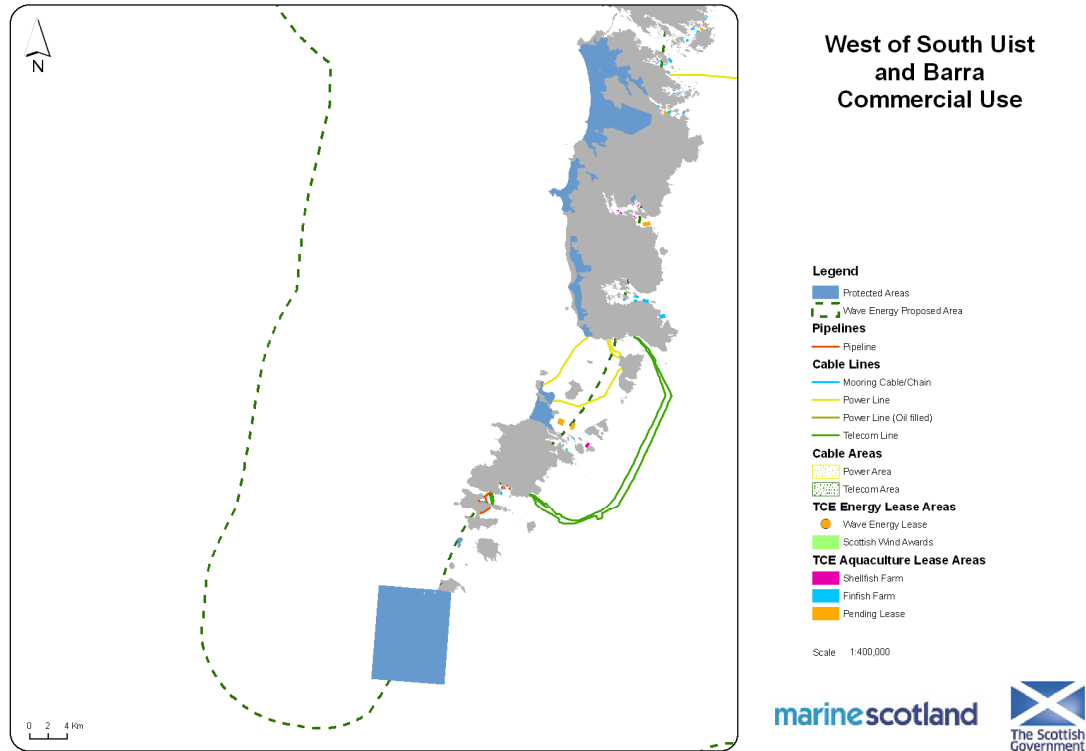 N
West of South Uist
and Barra
Commercial Use
Legend
Protected Areas
Wave Energy Proposed Area
Pipelines
Pipeline
Cable Lines
Mooring Cable/Chain
Power Line
Power Line (Oil filled)
Telecom Line
Cable Areas
Power Area
Telecom Area
TCE Energy Lease Areas
Wave Energy Lease
Scottish Wind Awards
TCE Aquaculture Lease Areas
Shellfish Farm
Finfish Farm
Pending Lease
Scale 1:400,000
0 2 4 Km
marinescotland
The Scottish
Government